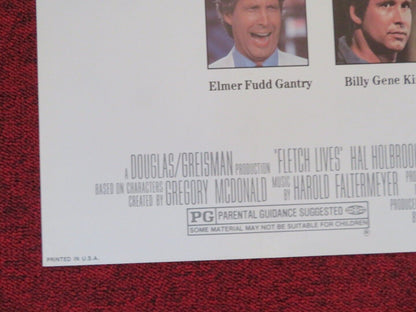 Elmer Fudd Gantry
Billy Gene Ki
A DOUGLAS/GREISMAN PRODUCTION "FLETCH LIVES" HAL HOLBROO
BASED ON CHARACTERS CREATED BY GREGORY MCDONALD MUSIC BY HAROLD FALTERMEYER
PG PARENTAL GUIDANCE SUGGESTED
SOME MATERIAL MAY NOT BE SUITABLE FOR CHILDREN
PRINTED IN U.S.A.